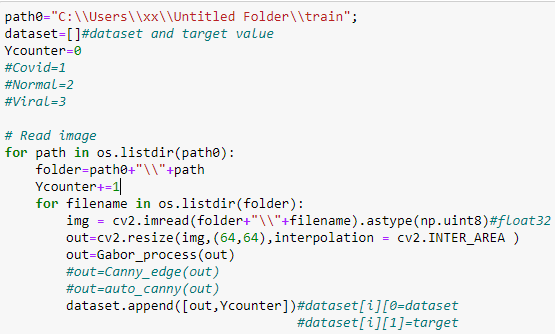 path0="C:\\Users\\xx\\Untitled Folder\\train";
dataset=[]#dataset and target value
Ycounter=0
#Covid=1
#Normal=2
#Viral=3

# Read image
for path in os.listdir(path0):
    folder=path0+"\\"+path
    Ycounter+=1
    for filename in os.listdir(folder):
        img = cv2.imread(folder+"\\"+filename).astype(np.uint8)#float32
        out=cv2.resize(img,(64,64),interpolation = cv2.INTER_AREA )
        out=Gabor_process(out)
        #out=Canny_edge(out)
        #out=auto_canny(out)
        dataset.append([out,Ycounter])#dataset[i][0=dataset
                                      #dataset[i][1]=target